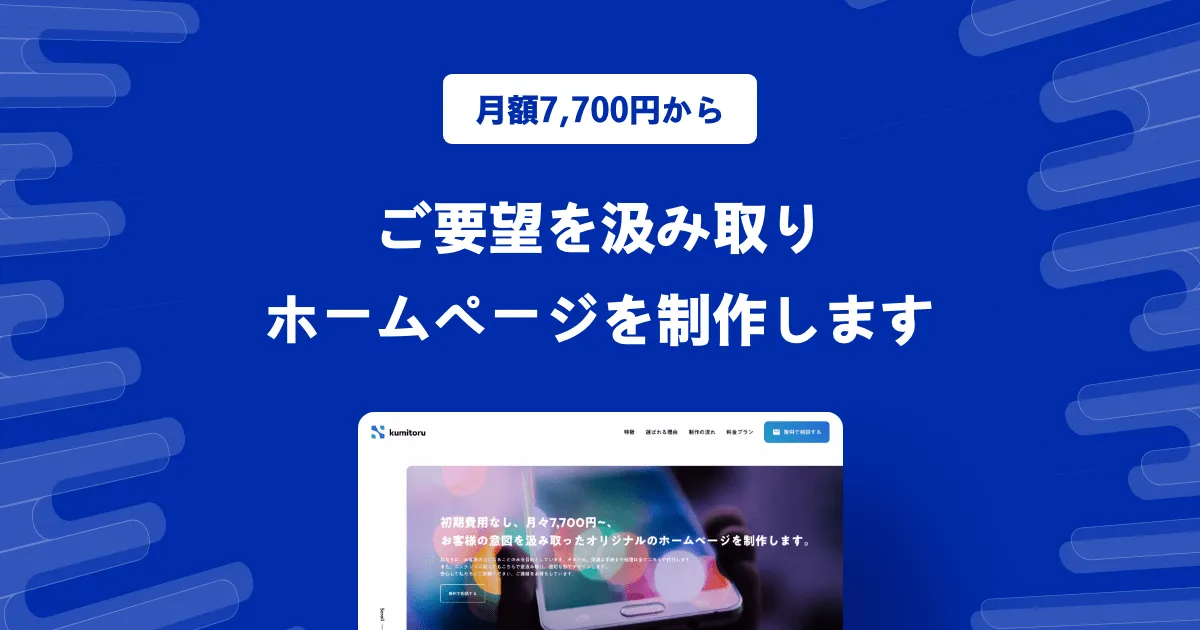 月額7,700円から
ご要望を汲み取り
ホームページを制作します
kumitoru
特徴 選ばれる理由 制作の流れ 料金プラン 無料で相談する
初期費用なし、月々7,700円~、
お客様の意図を汲み取ったオリジナルのホームページを制作します。
無料で相談する
Scroll